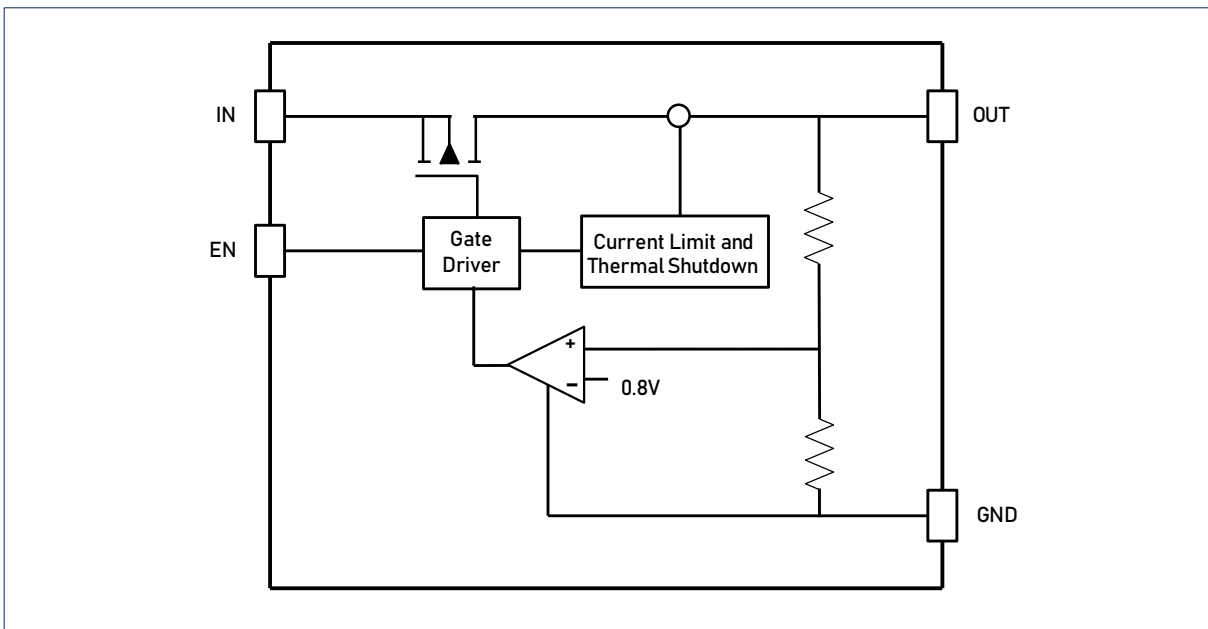 IN
OUT
EN
Gate
Driver
Current Limit and
Thermal Shutdown
+
−
0.8V
GND